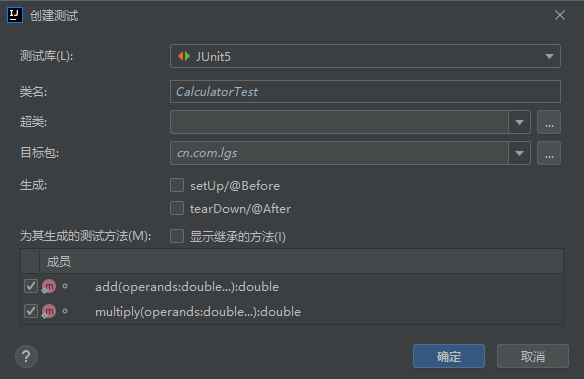 创建测试
测试库(L): JUnit5
类名: CalculatorTest
超类: ...
目标包: cn.com.lgs ...
生成: setUp/@Before
tearDown/@After
为其生成的测试方法(M): 显示继承的方法(I)
成员
m add(operands:double...):double
m multiply(operands:double...):double
? 确定 取消